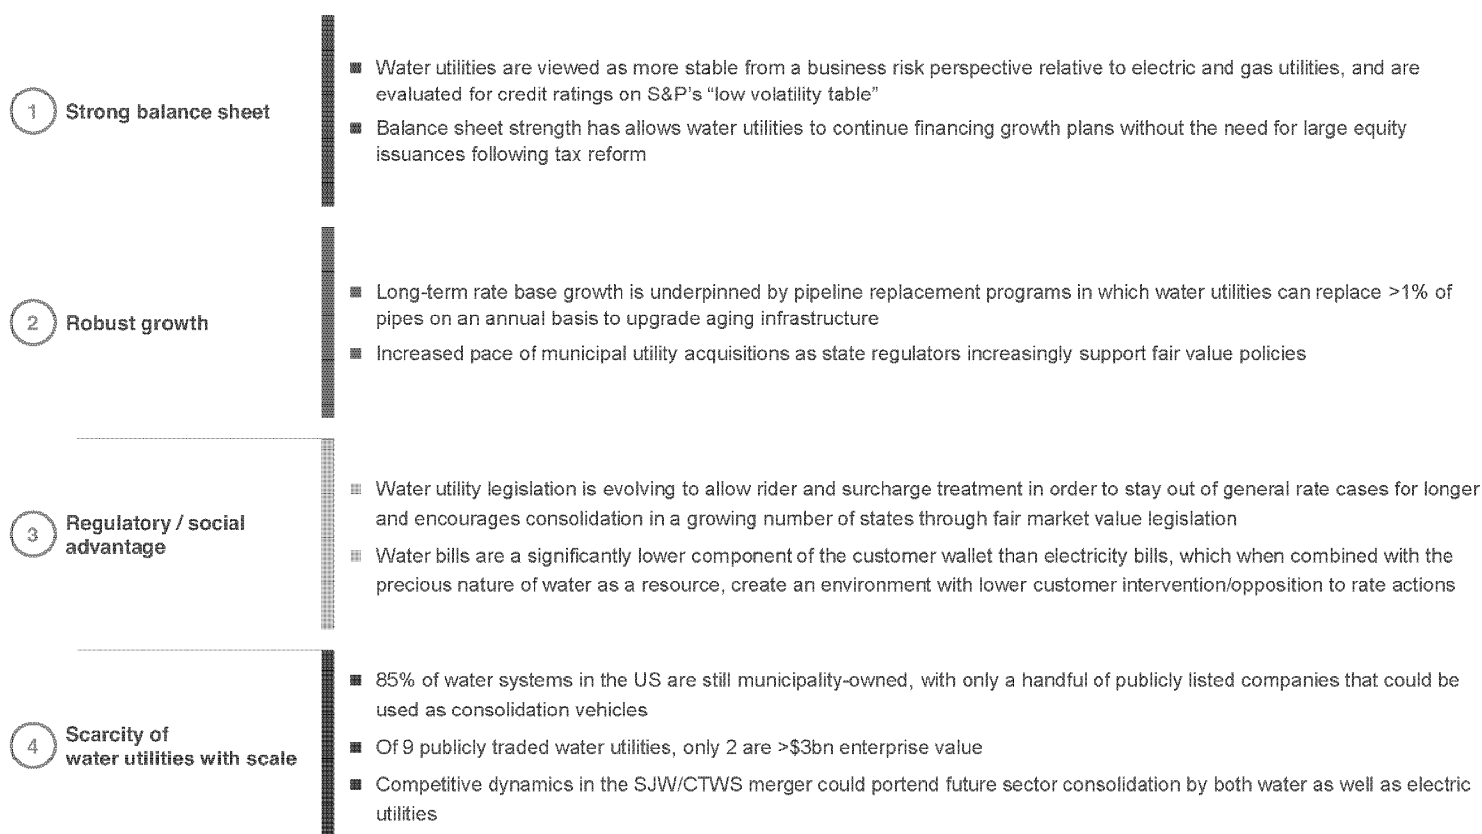 1 Strong balance sheet
■ Water utilities are viewed as more stable from a business risk perspective relative to electric and gas utilities, and are
evaluated for credit ratings on S&P's “low volatility table”
■ Balance sheet strength has allows water utilities to continue financing growth plans without the need for large equity
issuances following tax reform
2 Robust growth
■ Long-term rate base growth is underpinned by pipeline replacement programs in which water utilities can replace >1% of
pipes on an annual basis to upgrade aging infrastructure
■ Increased pace of municipal utility acquisitions as state regulators increasingly support fair value policies
3 Regulatory / social
advantage
■ Water utility legislation is evolving to allow rider and surcharge treatment in order to stay out of general rate cases for longer
and encourages consolidation in a growing number of states through fair market value legislation
■ Water bills are a significantly lower component of the customer wallet than electricity bills, which when combined with the
precious nature of water as a resource, create an environment with lower customer intervention/opposition to rate actions
4 Scarcity of
water utilities with scale
■ 85% of water systems in the US are still municipality-owned, with only a handful of publicly listed companies that could be
used as consolidation vehicles
■ Of 9 publicly traded water utilities, only 2 are >$3bn enterprise value
■ Competitive dynamics in the SJW/CTWS merger could portend future sector consolidation by both water as well as electric
utilities